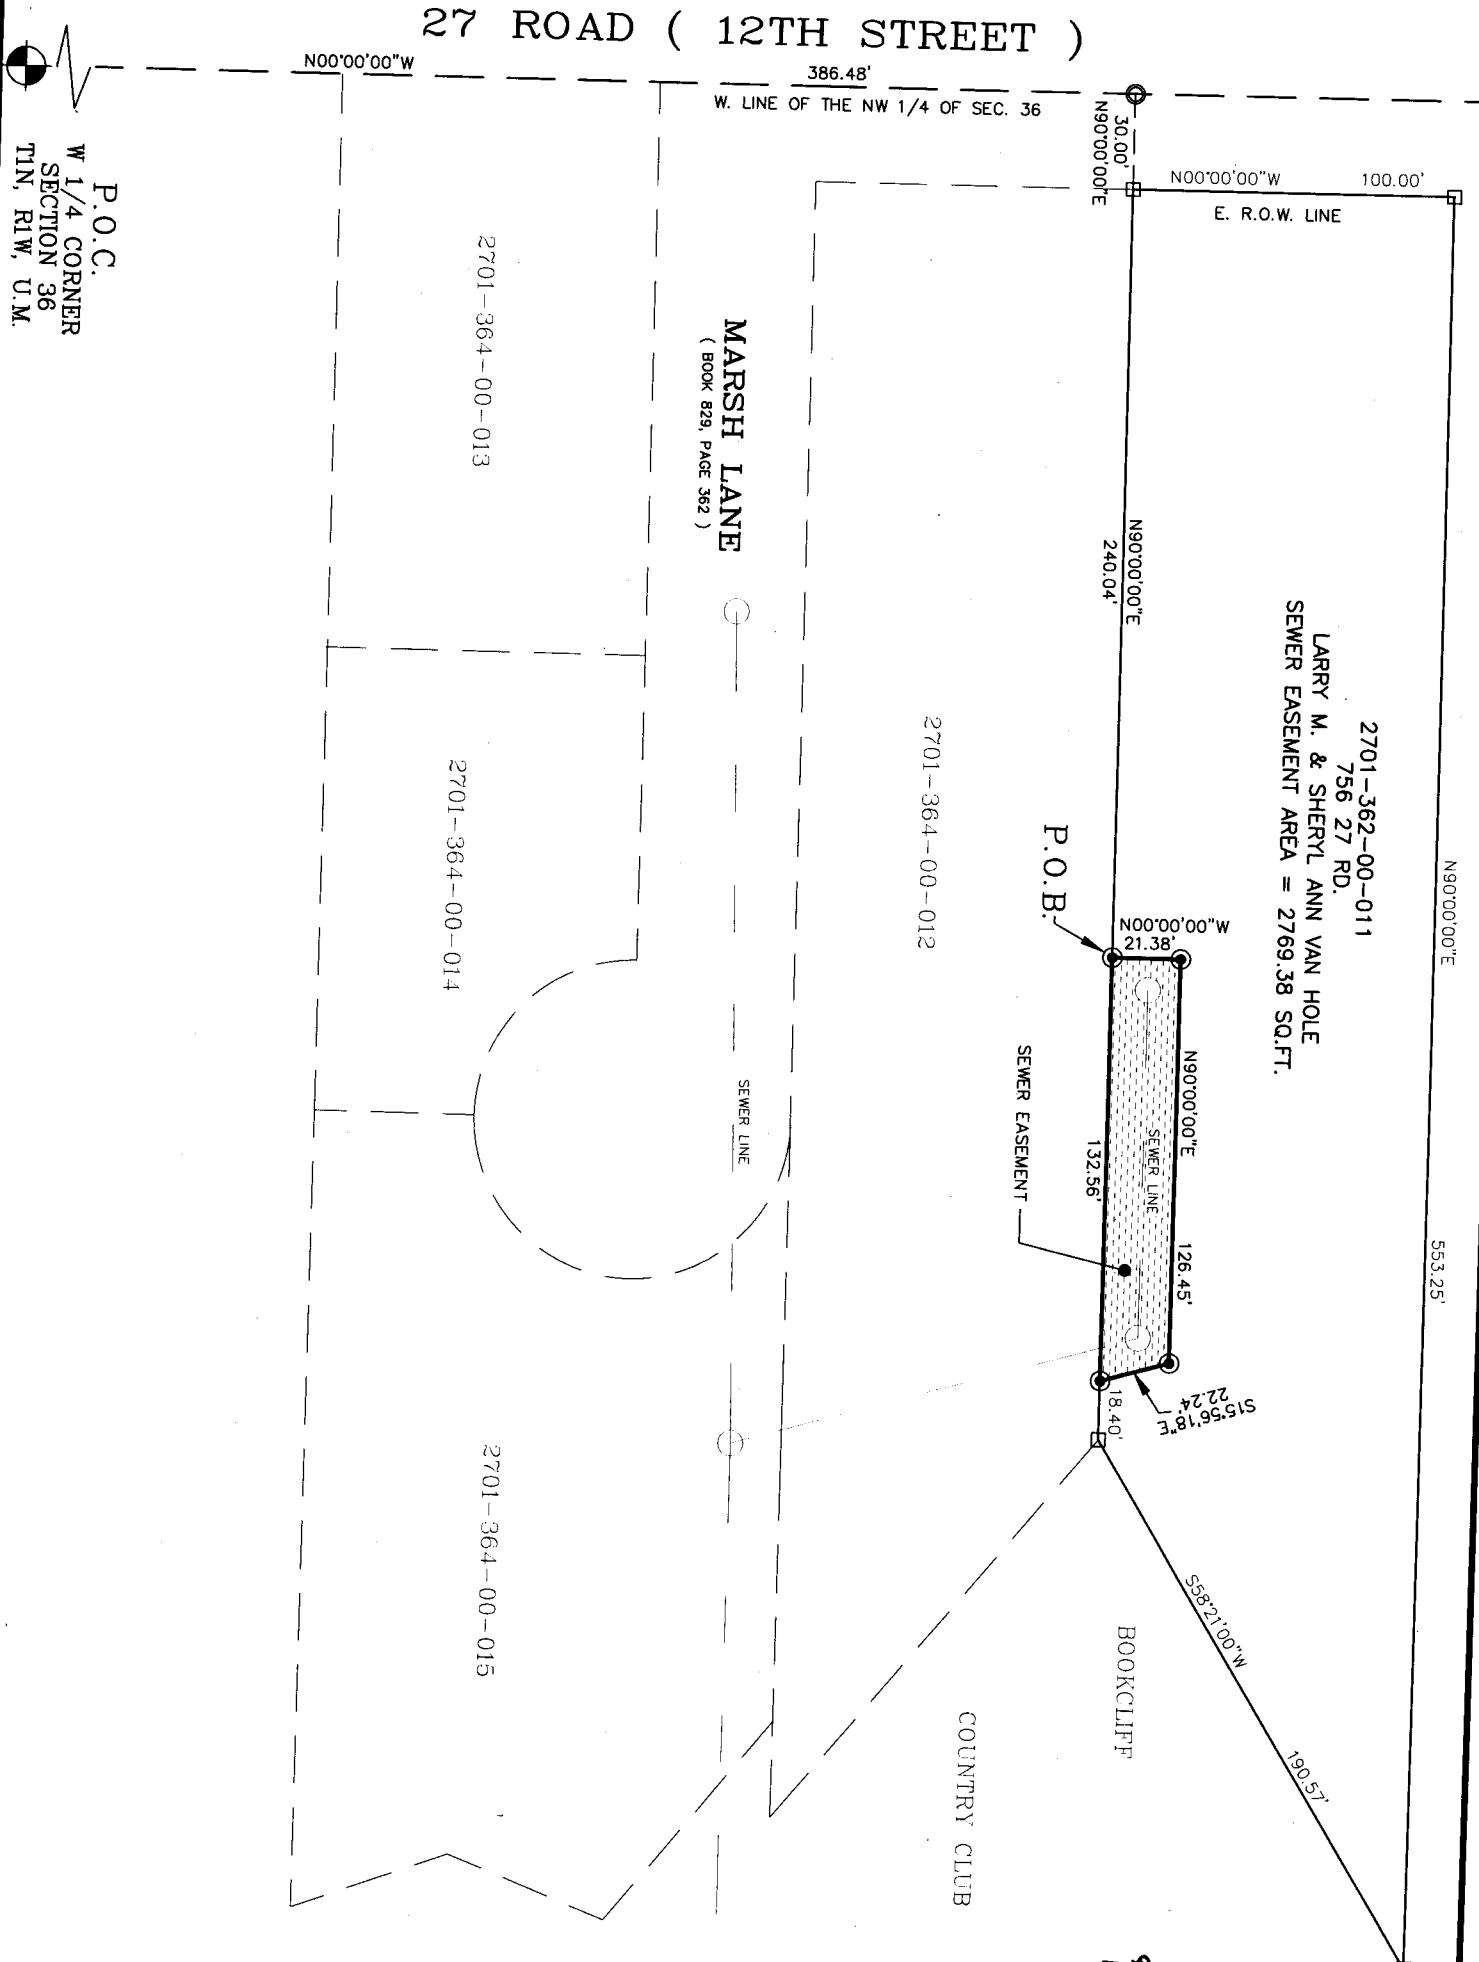 27 ROAD ( 12TH STREET )
N00°00'00"W
386.48'
W. LINE OF THE NW 1/4 OF SEC. 36
P.O.C.
W 1/4 CORNER
SECTION 36
T1N, R1W, U.M.
30.00'
N90°00'00"E
N00°00'00"W
100.00'
E. R.O.W. LINE
2701-364-00-013
MARSH LANE
( BOOK 829, PAGE 362 )
N90°00'00"E
240.04'
2701-362-00-011
756 27 RD.
LARRY M. & SHERYL ANN VAN HOLE
SEWER EASEMENT AREA = 2769.38 SQ.FT.
N90°00'00"E
553.25'
2701-364-00-014
2701-364-00-012
P.O.B.
N00°00'00"W
21.38'
N90°00'00"E
126.45'
SEWER LINE
132.56'
SEWER EASEMENT
SEWER LINE
S15°56'18"E
22.24'
18.40'
2701-364-00-015
S58°21'00"W
190.57'
BOOKCLIFF
COUNTRY CLUB